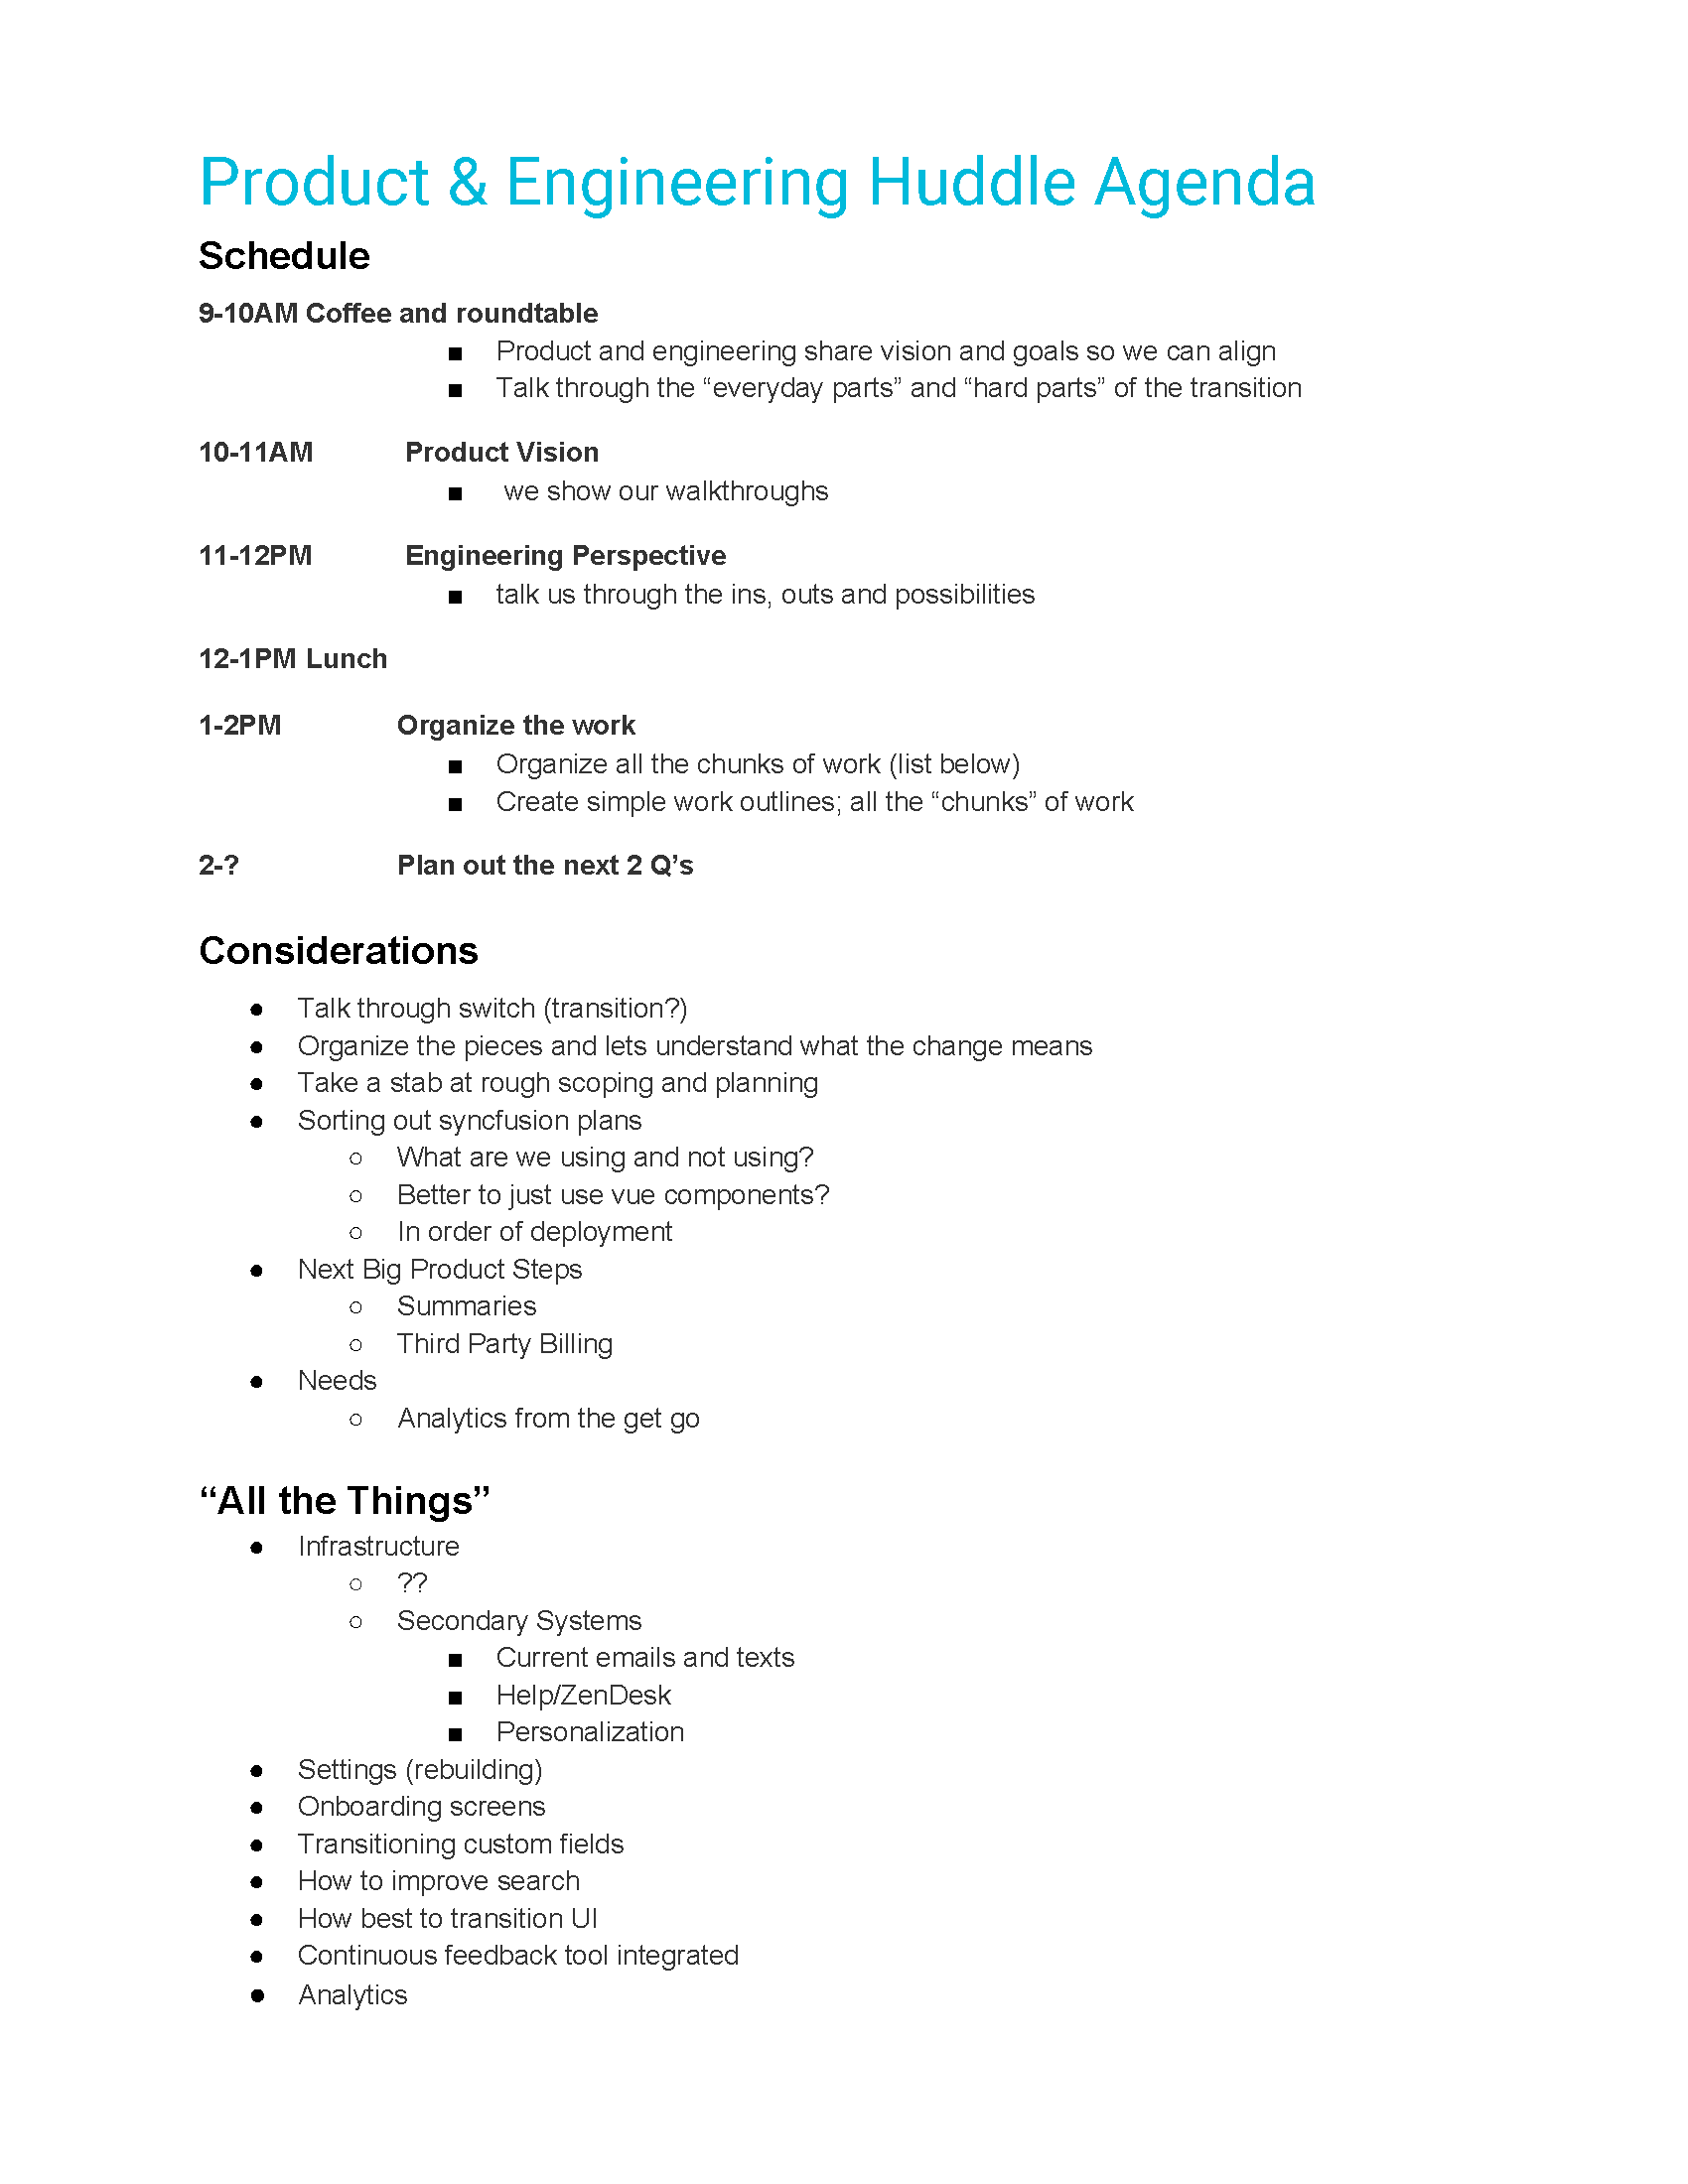 Product & Engineering Huddle Agenda
Schedule
9-10AM Coffee and roundtable
■ Product and engineering share vision and goals so we can align
■ Talk through the “everyday parts” and “hard parts” of the transition
10-11AM Product Vision
■ we show our walkthroughs
11-12PM Engineering Perspective
■ talk us through the ins, outs and possibilities
12-1PM Lunch
1-2PM Organize the work
■ Organize all the chunks of work (list below)
■ Create simple work outlines; all the “chunks” of work
2-? Plan out the next 2 Q’s
Considerations
● Talk through switch (transition?)
● Organize the pieces and lets understand what the change means
● Take a stab at rough scoping and planning
● Sorting out syncfusion plans
○ What are we using and not using?
○ Better to just use vue components?
○ In order of deployment
● Next Big Product Steps
○ Summaries
○ Third Party Billing
● Needs
○ Analytics from the get go
“All the Things”
● Infrastructure
○ ??
○ Secondary Systems
■ Current emails and texts
■ Help/ZenDesk
■ Personalization
● Settings (rebuilding)
● Onboarding screens
● Transitioning custom fields
● How to improve search
● How best to transition UI
● Continuous feedback tool integrated
● Analytics